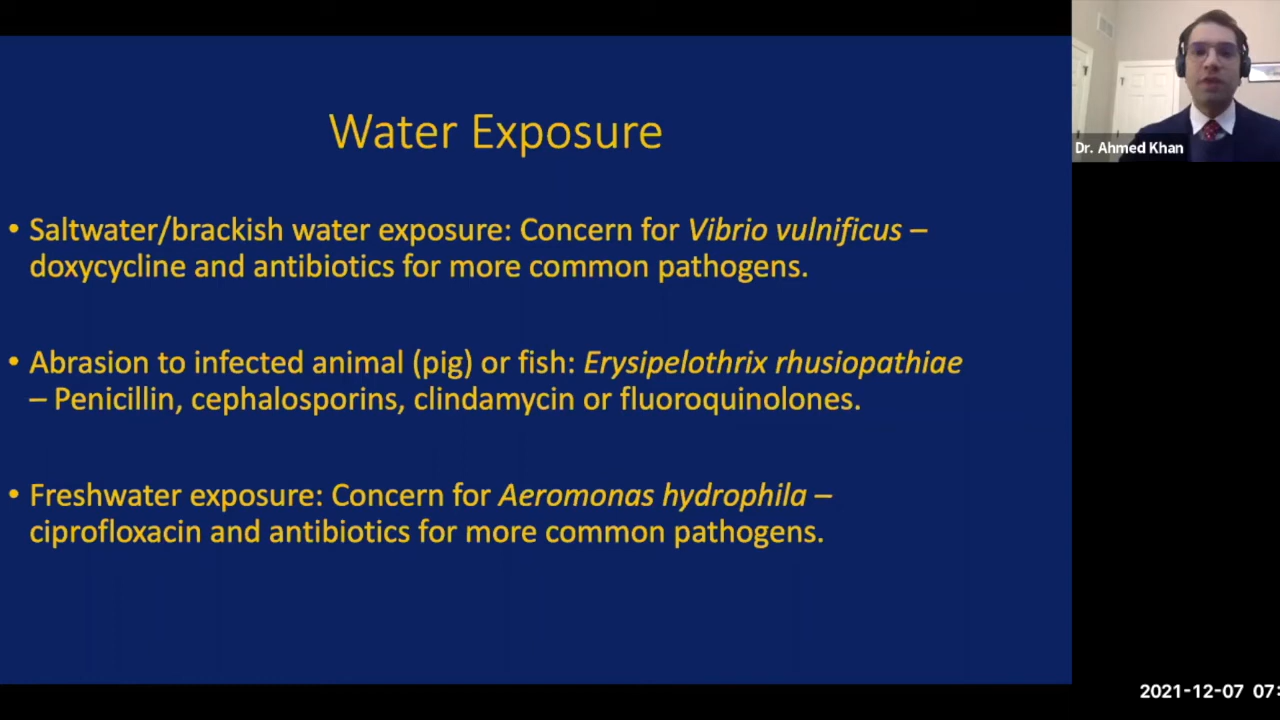 Water Exposure
• Saltwater/brackish water exposure: Concern for Vibrio vulnificus –
doxycycline and antibiotics for more common pathogens.
• Abrasion to infected animal (pig) or fish: Erysipelothrix rhusiopathiae
– Penicillin, cephalosporins, clindamycin or fluoroquinolones.
• Freshwater exposure: Concern for Aeromonas hydrophila –
ciprofloxacin and antibiotics for more common pathogens.
Dr. Ahmed Khan
2021-12-07 07: